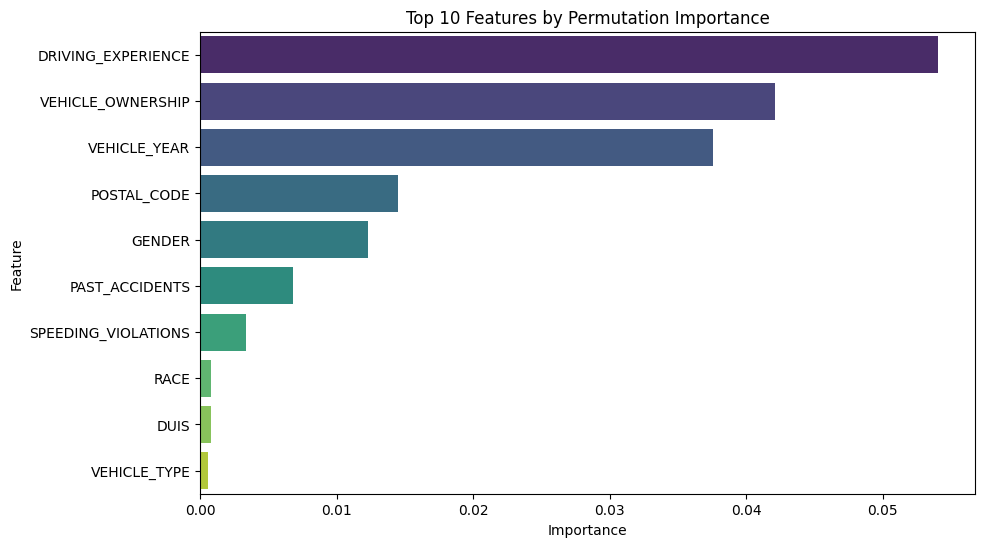 Top 10 Features by Permutation Importance
Feature
DRIVING_EXPERIENCE
VEHICLE_OWNERSHIP
VEHICLE_YEAR
POSTAL_CODE
GENDER
PAST_ACCIDENTS
SPEEDING_VIOLATIONS
RACE
DUIS
VEHICLE_TYPE
0.00 0.01 0.02 0.03 0.04 0.05
Importance